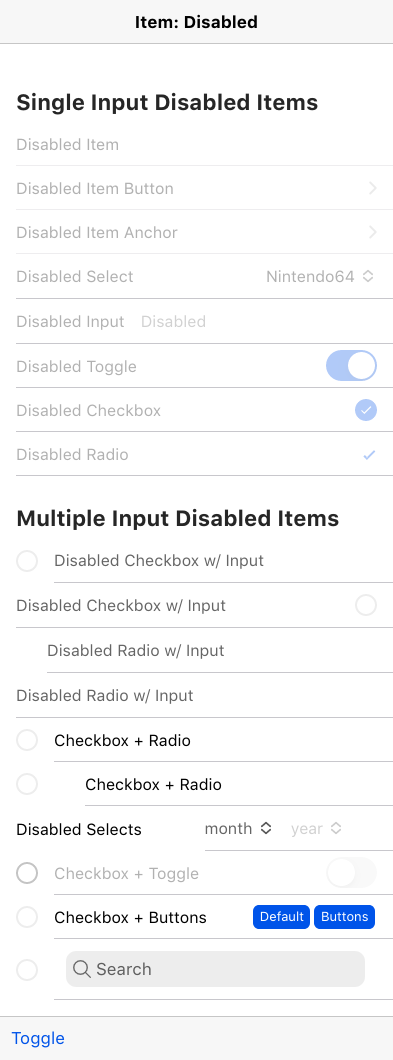 Item: Disabled
Single Input Disabled Items
Disabled Item
Disabled Item Button
Disabled Item Anchor
Disabled Select Nintendo64
Disabled Input Disabled
Disabled Toggle
Disabled Checkbox
Disabled Radio
Multiple Input Disabled Items
Disabled Checkbox w/ Input
Disabled Checkbox w/ Input
Disabled Radio w/ Input
Disabled Radio w/ Input
Checkbox + Radio
Checkbox + Radio
Disabled Selects month year
Checkbox + Toggle
Checkbox + Buttons Default Buttons
Search
Toggle